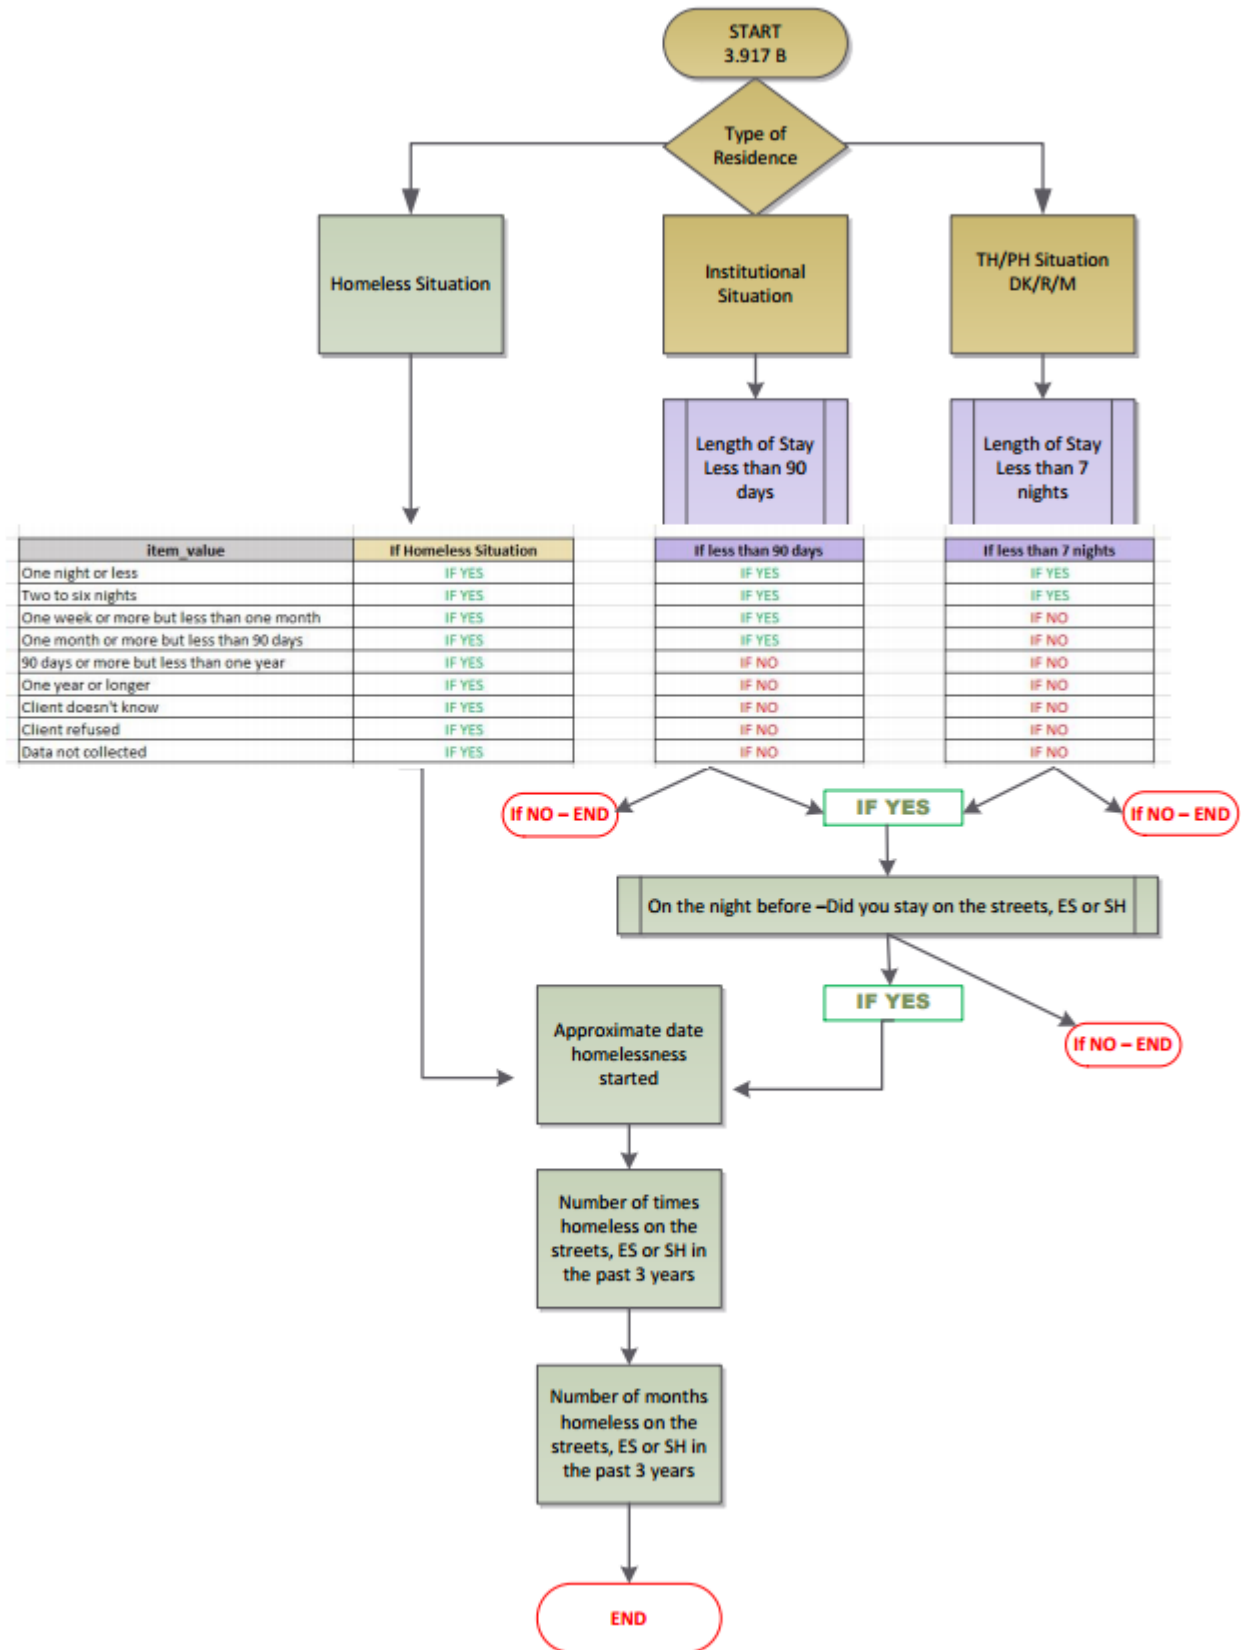 START
3.917 B
Type of
Residence
Homeless Situation
Institutional
Situation
TH/PH Situation
DK/R/M
Length of Stay
Less than 90
days
Length of Stay
Less than 7
nights
item_value If Homeless Situation If less than 90 days If less than 7 nights
One night or less IF YES IF YES IF YES
Two to six nights IF YES IF YES IF YES
One week or more but less than one month IF YES IF YES IF NO
One month or more but less than 90 days IF YES IF YES IF NO
90 days or more but less than one year IF YES IF NO IF NO
One year or longer IF YES IF NO IF NO
Client doesn't know IF YES IF NO IF NO
Client refused IF YES IF NO IF NO
Data not collected IF YES IF NO IF NO
If NO – END
IF YES
If NO – END
On the night before –Did you stay on the streets, ES or SH
IF YES
If NO – END
Approximate date
homelessness
started
Number of times
homeless on the
streets, ES or SH in
the past 3 years
Number of months
homeless on the
streets, ES or SH in
the past 3 years
END